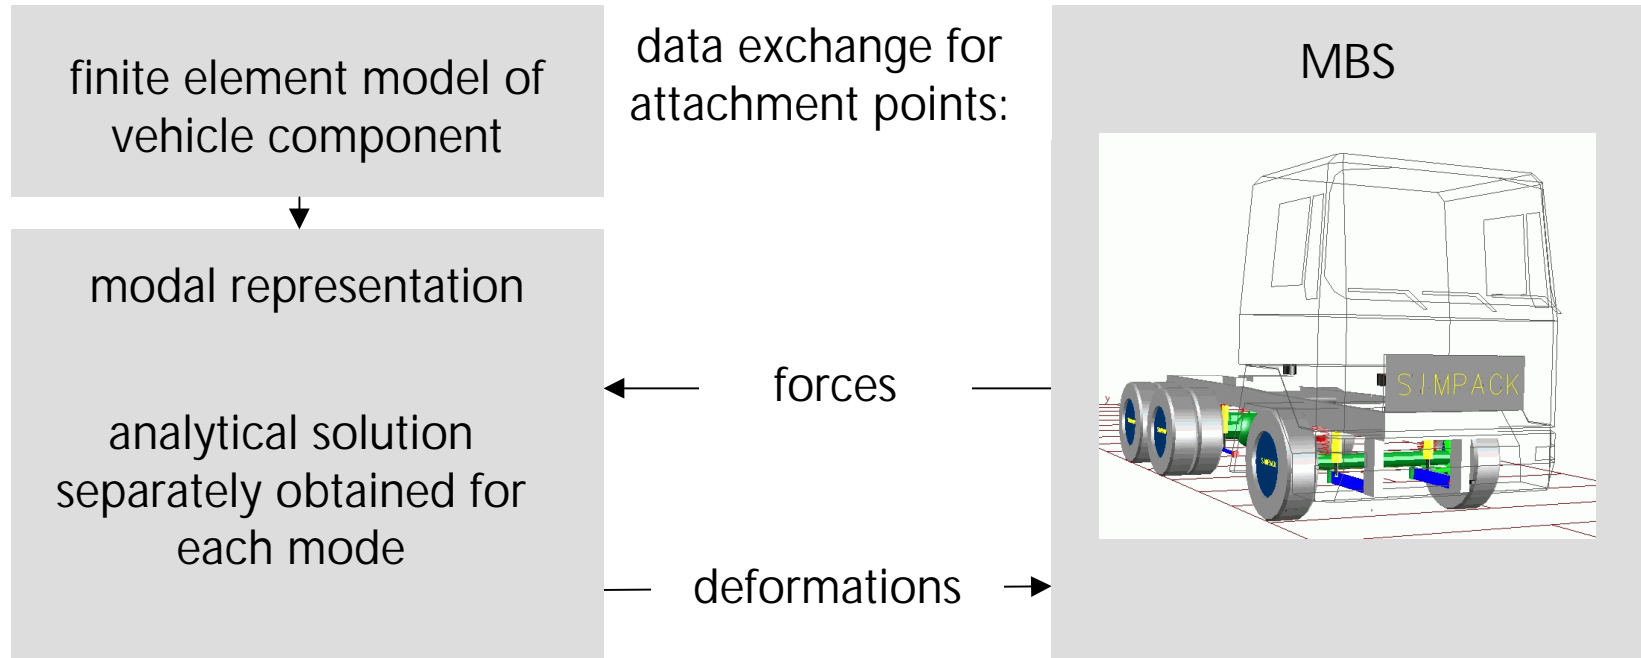 finite element model of
vehicle component
modal representation
analytical solution
separately obtained for
each mode
data exchange for
attachment points:
forces
deformations
MBS
SIMPACK
y